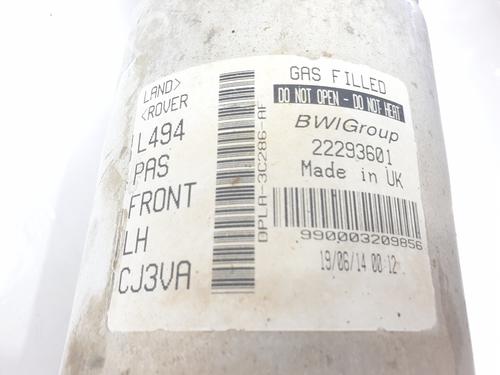 LAND>
<ROVER
L494
PAS
FRONT
LH
CJ3VA
DPLA-3C286-AF
GAS FILLED
DO NOT OPEN - DO NOT HEAT
BWIGroup
22293601
Made in UK
990003209856
19/06/14 00:12